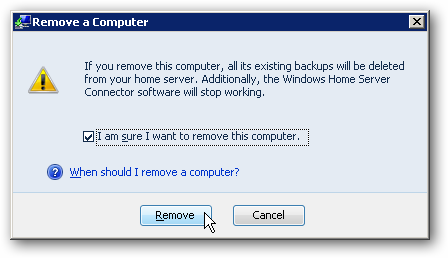 Remove a Computer
If you remove this computer, all its existing backups will be deleted
from your home server. Additionally, the Windows Home Server
Connector software will stop working.
I am sure I want to remove this computer.
When should I remove a computer?
Remove Cancel